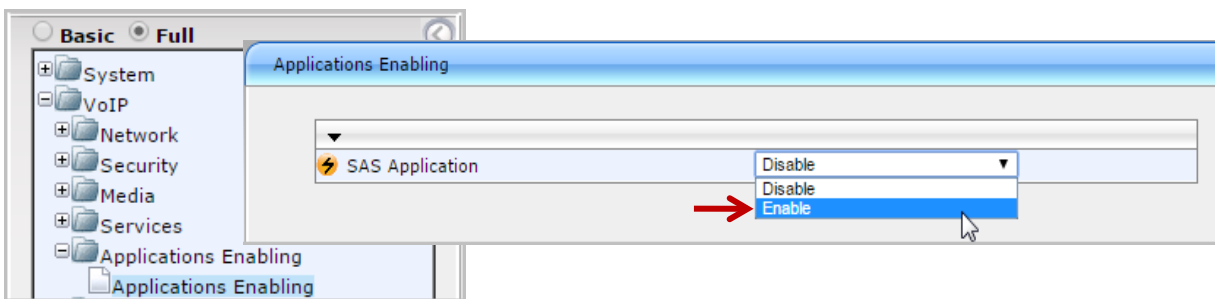 Basic Full
System
VoIP
Network
Security
Media
Services
Applications Enabling
Applications Enabling
Applications Enabling
SAS Application Disable
Disable
Enable